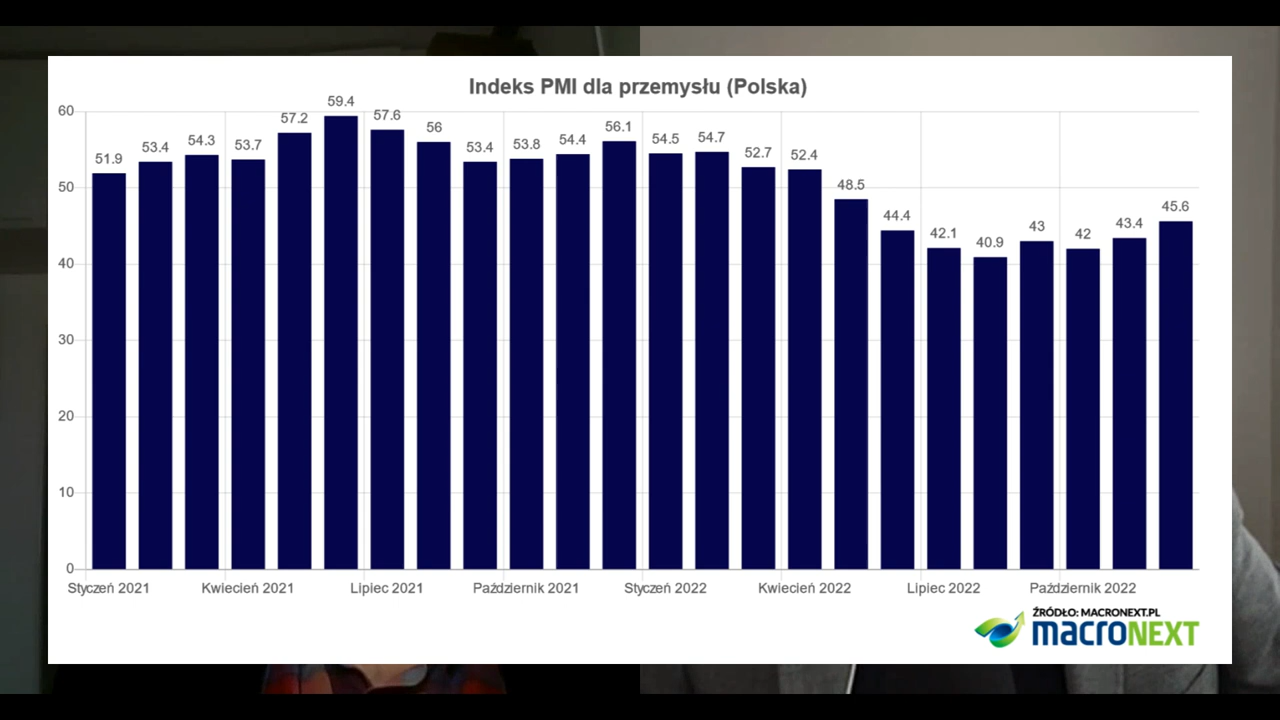 Indeks PMI dla przemysłu (Polska)
60
50
40
30
20
10
0
51.9
53.4
54.3
53.7
57.2
59.4
57.6
56
53.4
53.8
54.4
56.1
54.5
54.7
52.7
52.4
48.5
44.4
42.1
40.9
43
42
43.4
45.6
Styczeń 2021
Kwiecień 2021
Lipiec 2021
Październik 2021
Styczeń 2022
Kwiecień 2022
Lipiec 2022
Październik 2022
ŹRÓDŁO: MACRONEXT.PL
macroNEXT